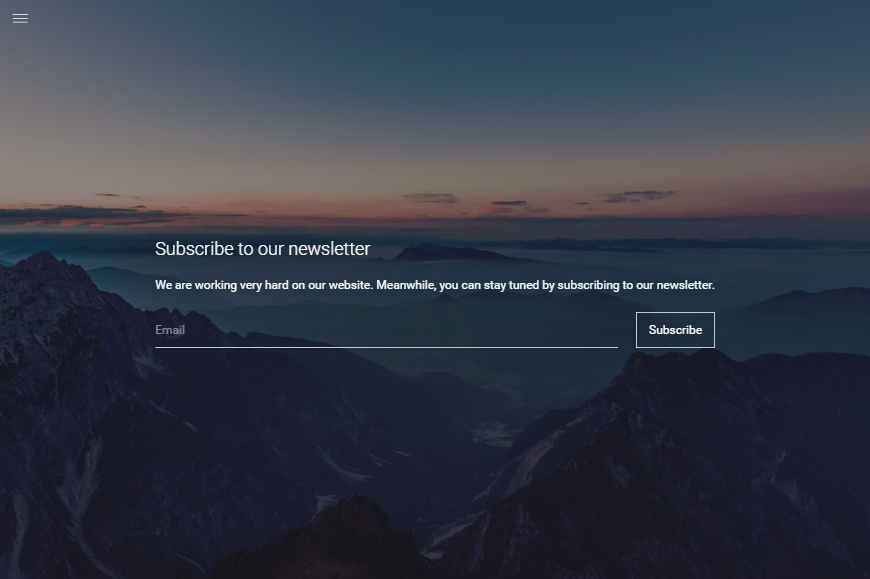 Subscribe to our newsletter
We are working very hard on our website. Meanwhile, you can stay tuned by subscribing to our newsletter.
Email
Subscribe